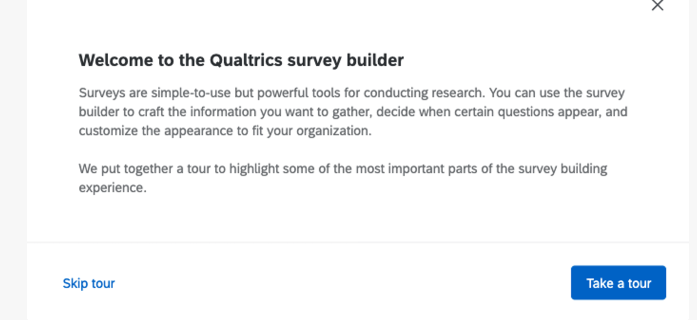 Welcome to the Qualtrics survey builder
Surveys are simple-to-use but powerful tools for conducting research. You can use the survey
builder to craft the information you want to gather, decide when certain questions appear, and
customize the appearance to fit your organization.
We put together a tour to highlight some of the most important parts of the survey building
experience.
Skip tour
Take a tour